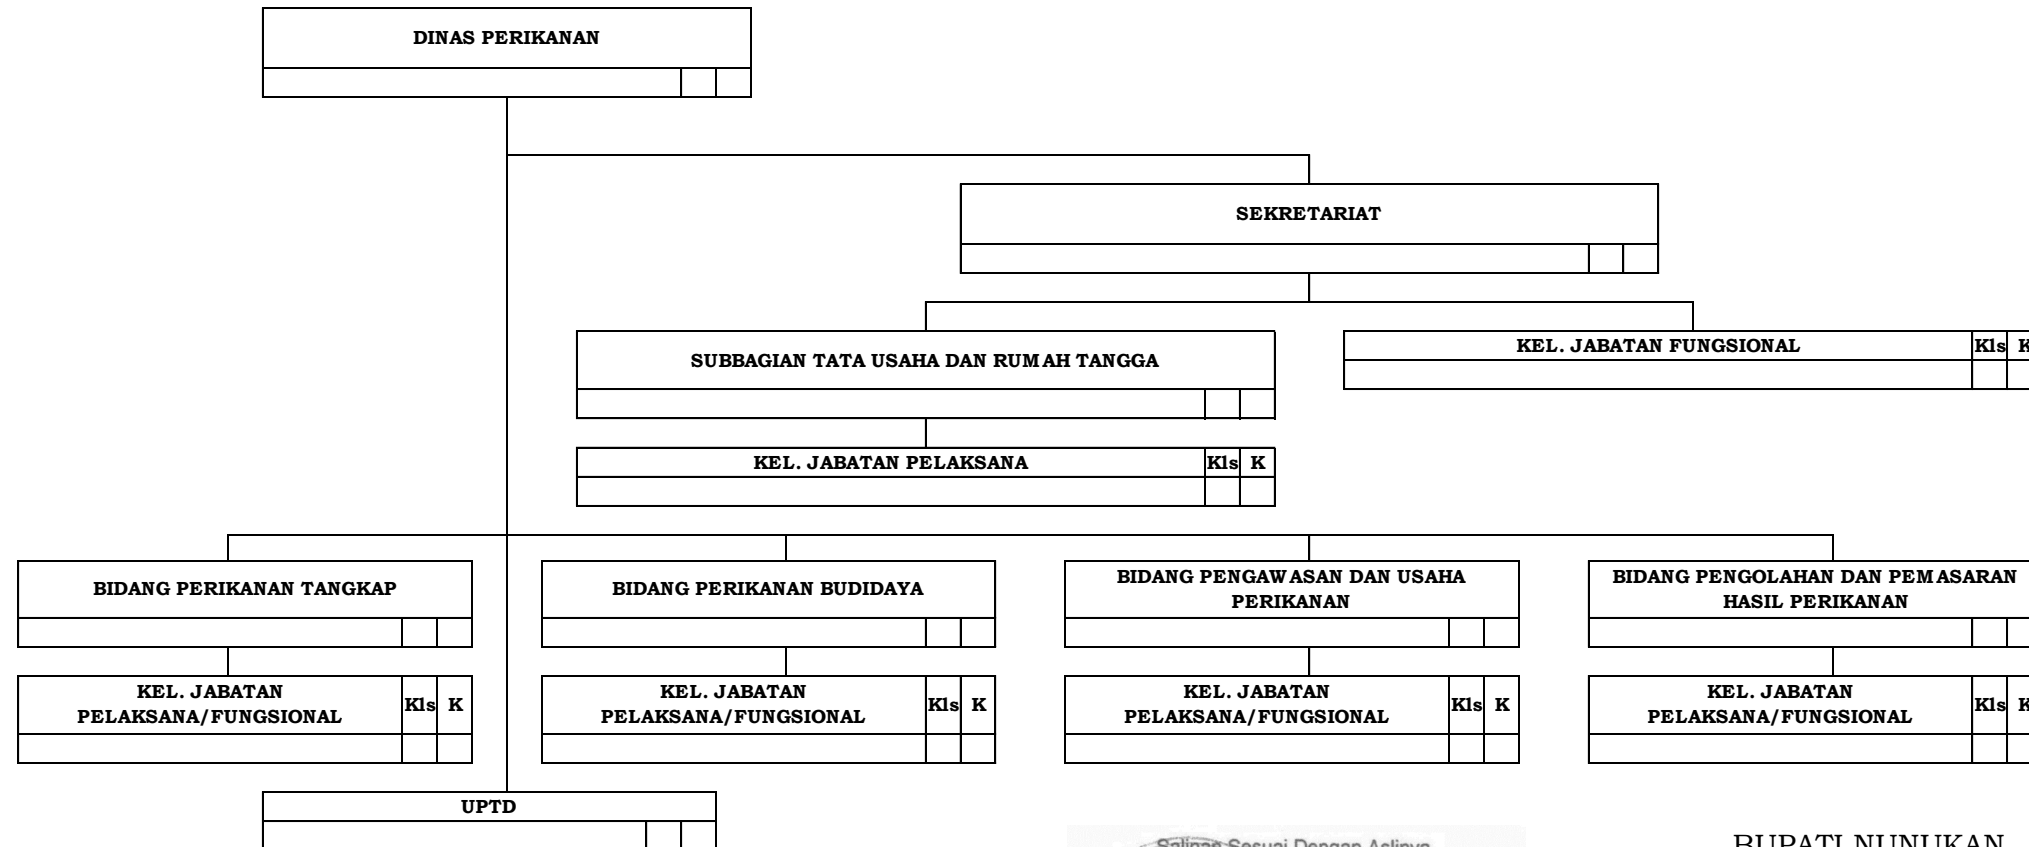 DINAS PERIKANAN
SEKRETARIAT
SUBBAGIAN TATA USAHA DAN RUMAH TANGGA
KEL. JABATAN FUNGSIONAL Kls K
KEL. JABATAN PELAKSANA Kls K
BIDANG PERIKANAN TANGKAP
BIDANG PERIKANAN BUDIDAYA
BIDANG PENGAWASAN DAN USAHA
PERIKANAN
BIDANG PENGOLAHAN DAN PEMASARAN
HASIL PERIKANAN
KEL. JABATAN
PELAKSANA/FUNGSIONAL Kls K
KEL. JABATAN
PELAKSANA/FUNGSIONAL Kls K
KEL. JABATAN
PELAKSANA/FUNGSIONAL Kls K
KEL. JABATAN
PELAKSANA/FUNGSIONAL Kls K
UPTD
Salinan Sesuai Dengan Aslinya
BUPATI NUNUKAN